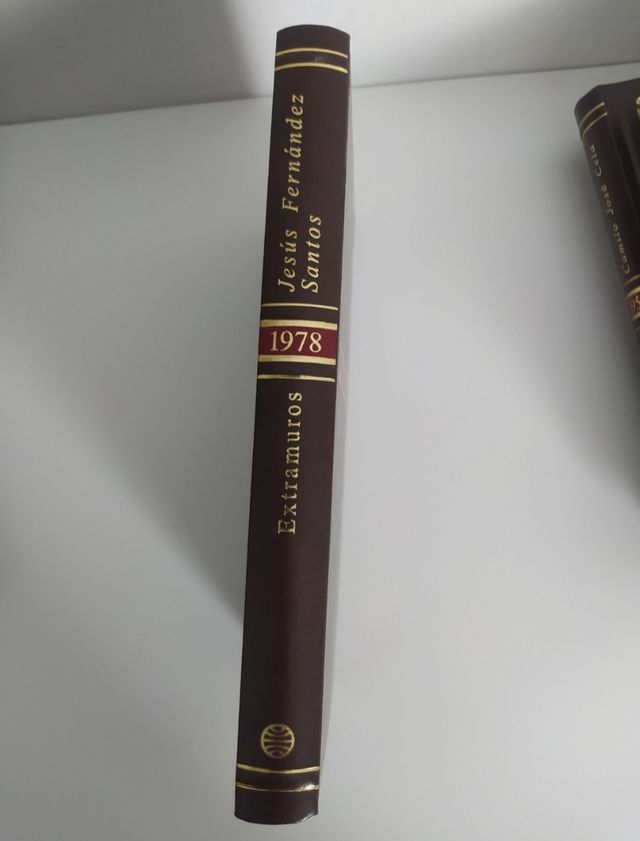 Jesús Fernández
Santos
1978
Extramuros
Camilo José Cela